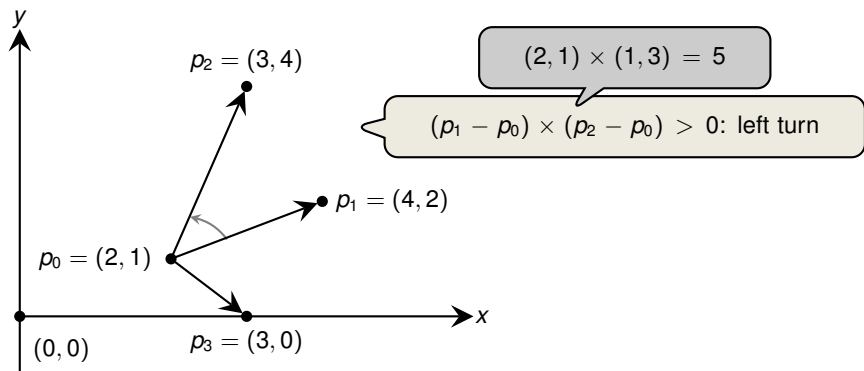 y
p₂ = (3, 4)
(2, 1) × (1, 3) = 5
(p₁ − p₀) × (p₂ − p₀) > 0: left turn
p₁ = (4, 2)
p₀ = (2, 1)
x
(0, 0)
p₃ = (3, 0)